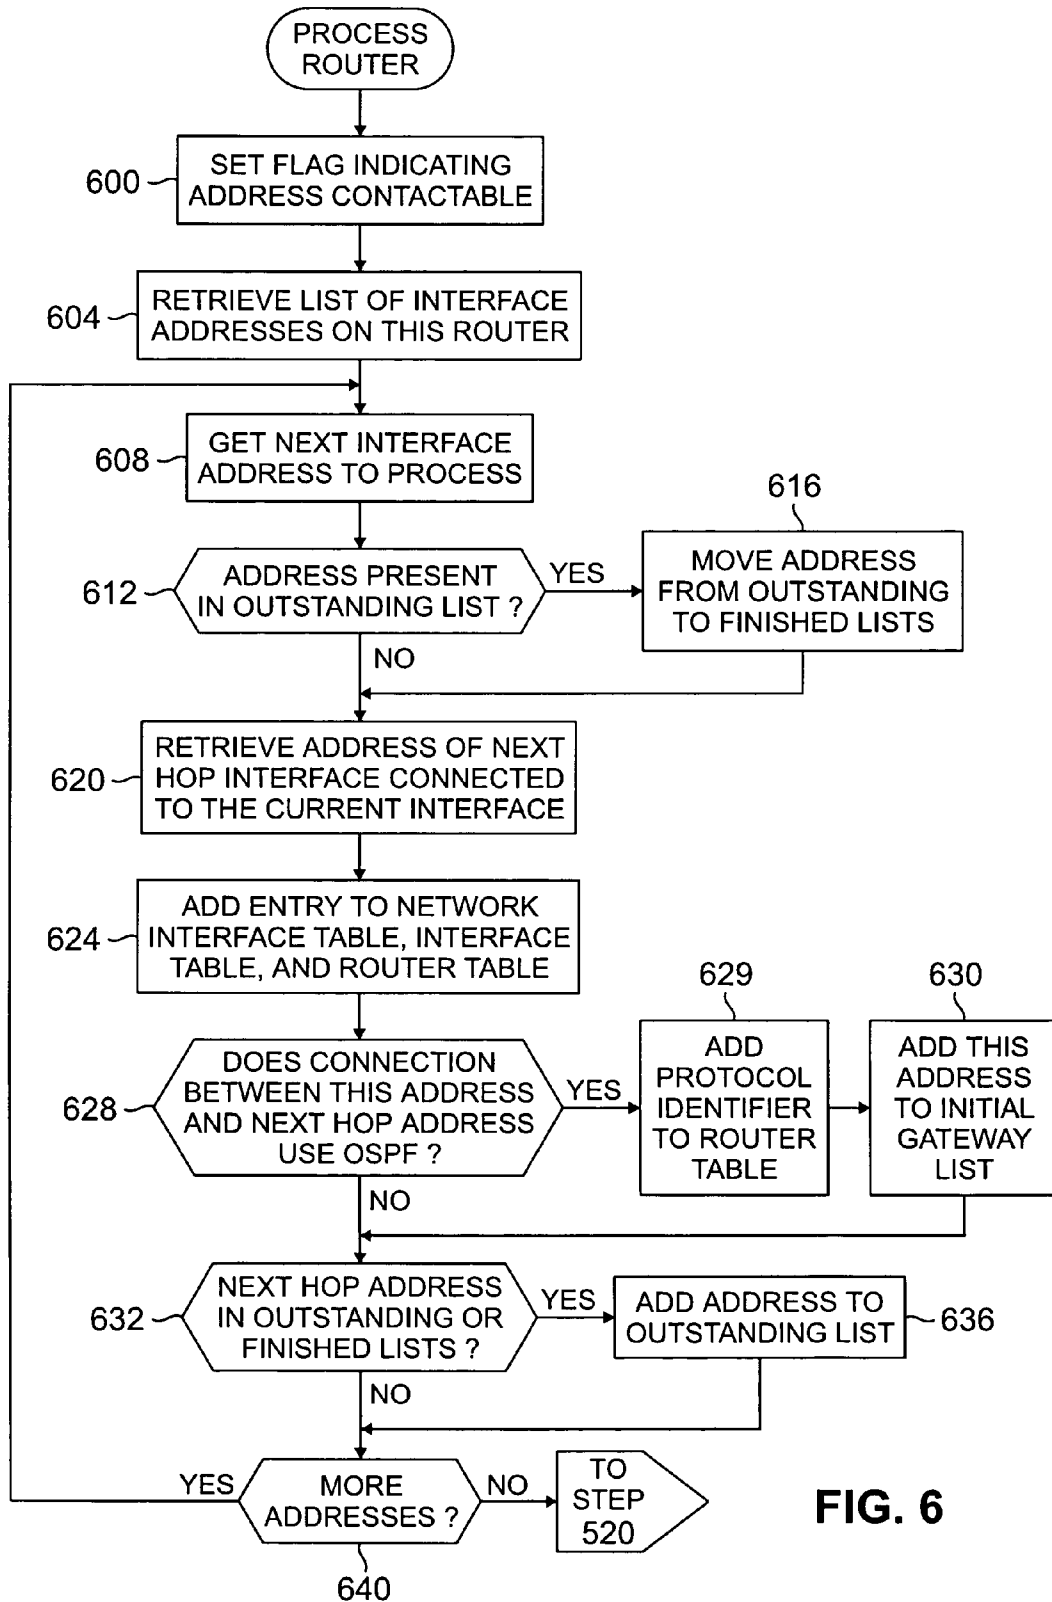 PROCESS
ROUTER
600
SET FLAG INDICATING
ADDRESS CONTACTABLE
604
RETRIEVE LIST OF INTERFACE
ADDRESSES ON THIS ROUTER
608
GET NEXT INTERFACE
ADDRESS TO PROCESS
612
ADDRESS PRESENT
IN OUTSTANDING LIST ?
YES
616
MOVE ADDRESS
FROM OUTSTANDING
TO FINISHED LISTS
NO
620
RETRIEVE ADDRESS OF NEXT
HOP INTERFACE CONNECTED
TO THE CURRENT INTERFACE
624
ADD ENTRY TO NETWORK
INTERFACE TABLE, INTERFACE
TABLE, AND ROUTER TABLE
628
DOES CONNECTION
BETWEEN THIS ADDRESS
AND NEXT HOP ADDRESS
USE OSPF ?
YES
629
ADD
PROTOCOL
IDENTIFIER
TO ROUTER
TABLE
630
ADD THIS
ADDRESS
TO INITIAL
GATEWAY
LIST
NO
632
NEXT HOP ADDRESS
IN OUTSTANDING OR
FINISHED LISTS ?
YES
ADD ADDRESS TO
OUTSTANDING LIST
636
NO
YES
MORE
ADDRESSES ?
640
NO
TO
STEP
520
FIG. 6